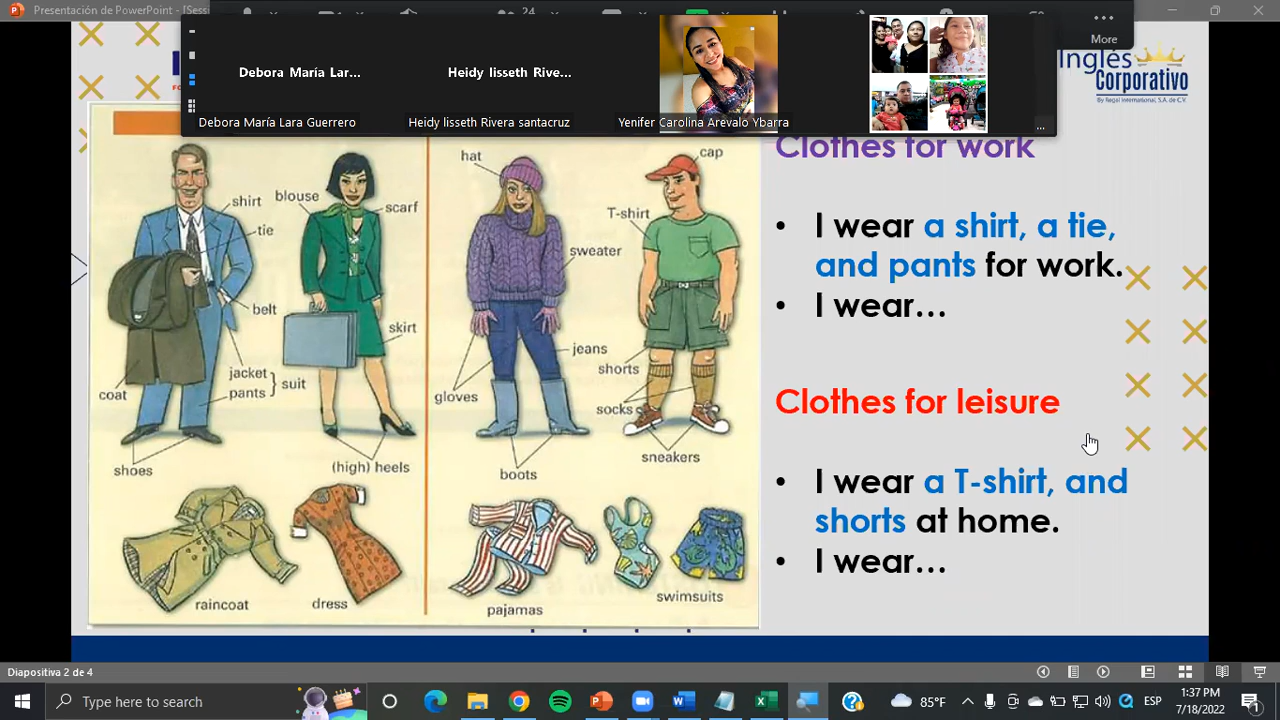 Presentación de PowerPoint - [Sesi
24
More
Debora María Lar...
Heidy lisseth Rive...
Debora María Lara Guerrero
Heidy lisseth Rivera santacruz
Yenifer Carolina Arevalo Ybarra
...
Inglés
Corporativo
By Regal International, S.A. de C.V.
hat
cap
shirt
blouse
scarf
T-shirt
tie
sweater
belt
skirt
jeans
jacket
pants
suit
shorts
coat
gloves
socks
shoes
(high) heels
boots
sneakers
raincoat
dress
pajamas
swimsuits
Clothes for work
• I wear a shirt, a tie,
and pants for work.
• I wear...
Clothes for leisure
• I wear a T-shirt, and
shorts at home.
• I wear...
Diapositiva 2 de 4
Type here to search
85°F
ESP
1:37 PM
7/18/2022
1